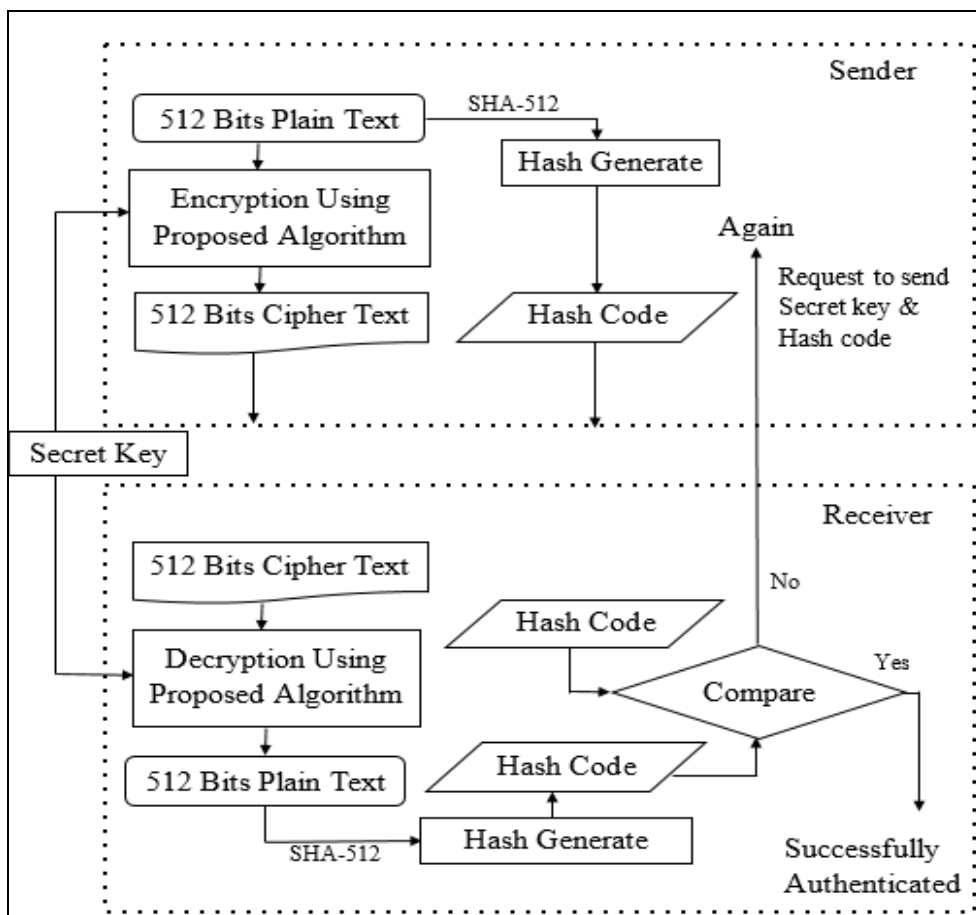 Sender
512 Bits Plain Text
SHA-512
Hash Generate
Encryption Using
Proposed Algorithm
Again
512 Bits Cipher Text
Hash Code
Request to send
Secret key &
Hash code
Secret Key
Receiver
512 Bits Cipher Text
No
Hash Code
Decryption Using
Proposed Algorithm
Compare
Yes
512 Bits Plain Text
Hash Code
SHA-512
Hash Generate
Successfully
Authenticated